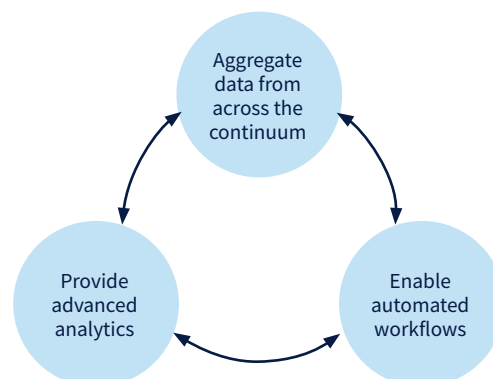 Aggregate
data from
across the
continuum
Provide
advanced
analytics
Enable
automated
workflows